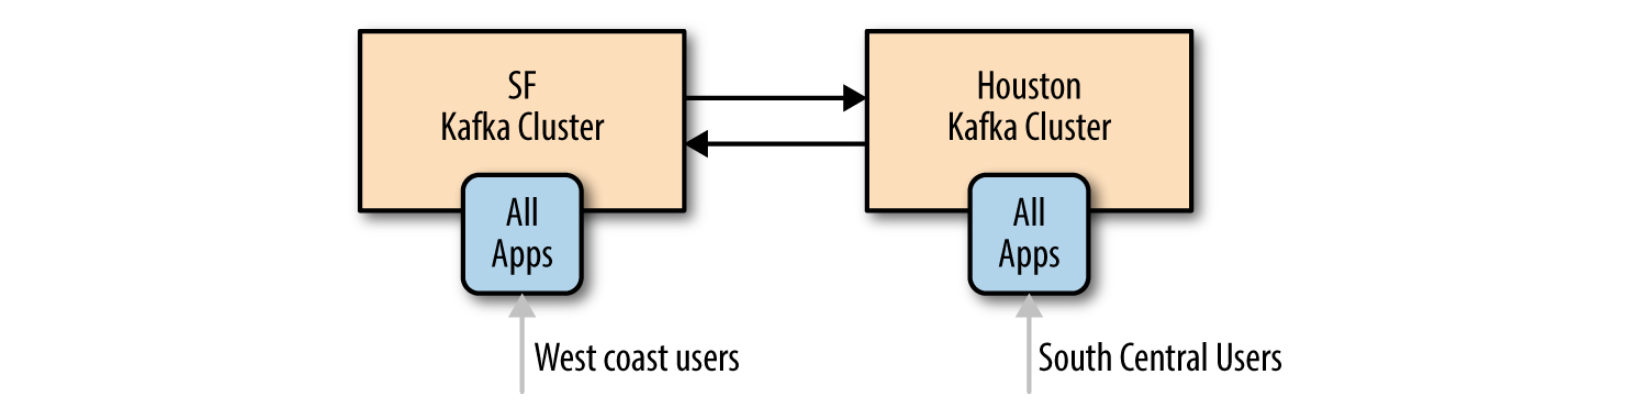 SF
Kafka Cluster
Houston
Kafka Cluster
All
Apps
All
Apps
West coast users
South Central Users